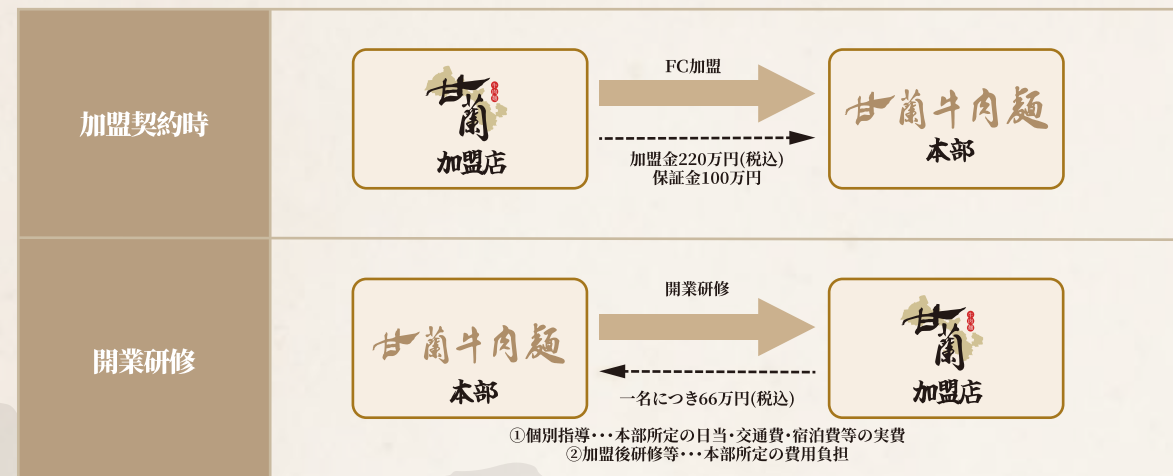 加盟契約時
甘蘭
加盟店
FC加盟
加盟金220万円(税込)
保証金100万円
甘蘭牛肉麺
本部
開業研修
甘蘭牛肉麺
本部
開業研修
一名につき66万円(税込)
甘蘭
加盟店
①個別指導・・・本部所定の日当・交通費・宿泊費等の実費
②加盟後研修等・・・本部所定の費用負担